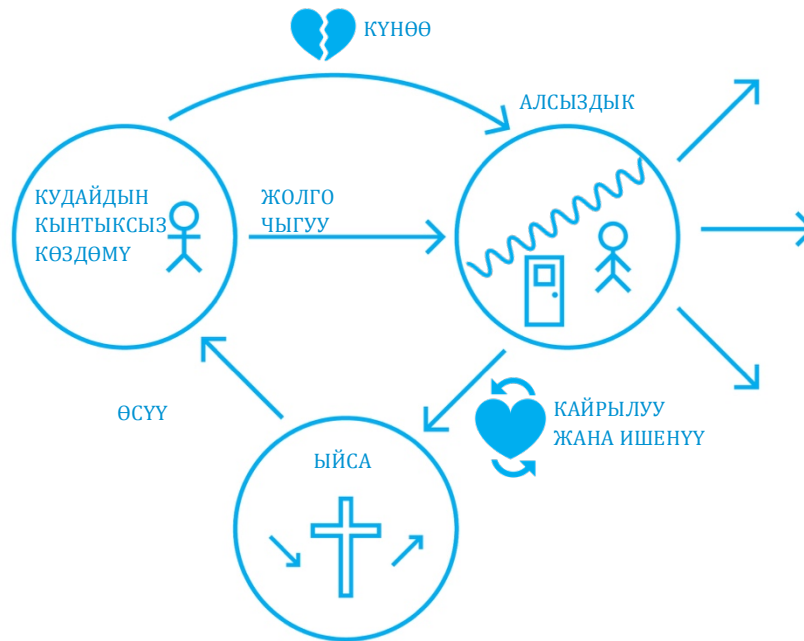 КҮНӨӨ
АЛСЫЗДЫК
КУДАЙДЫН
КЫНТЫКСЫЗ
КӨЗДӨМҮ
ЖОЛГО
ЧЫГУУ
ӨСҮҮ
КАЙРЫЛУУ
ЖАНА ИШЕНҮҮ
ЫЙСА